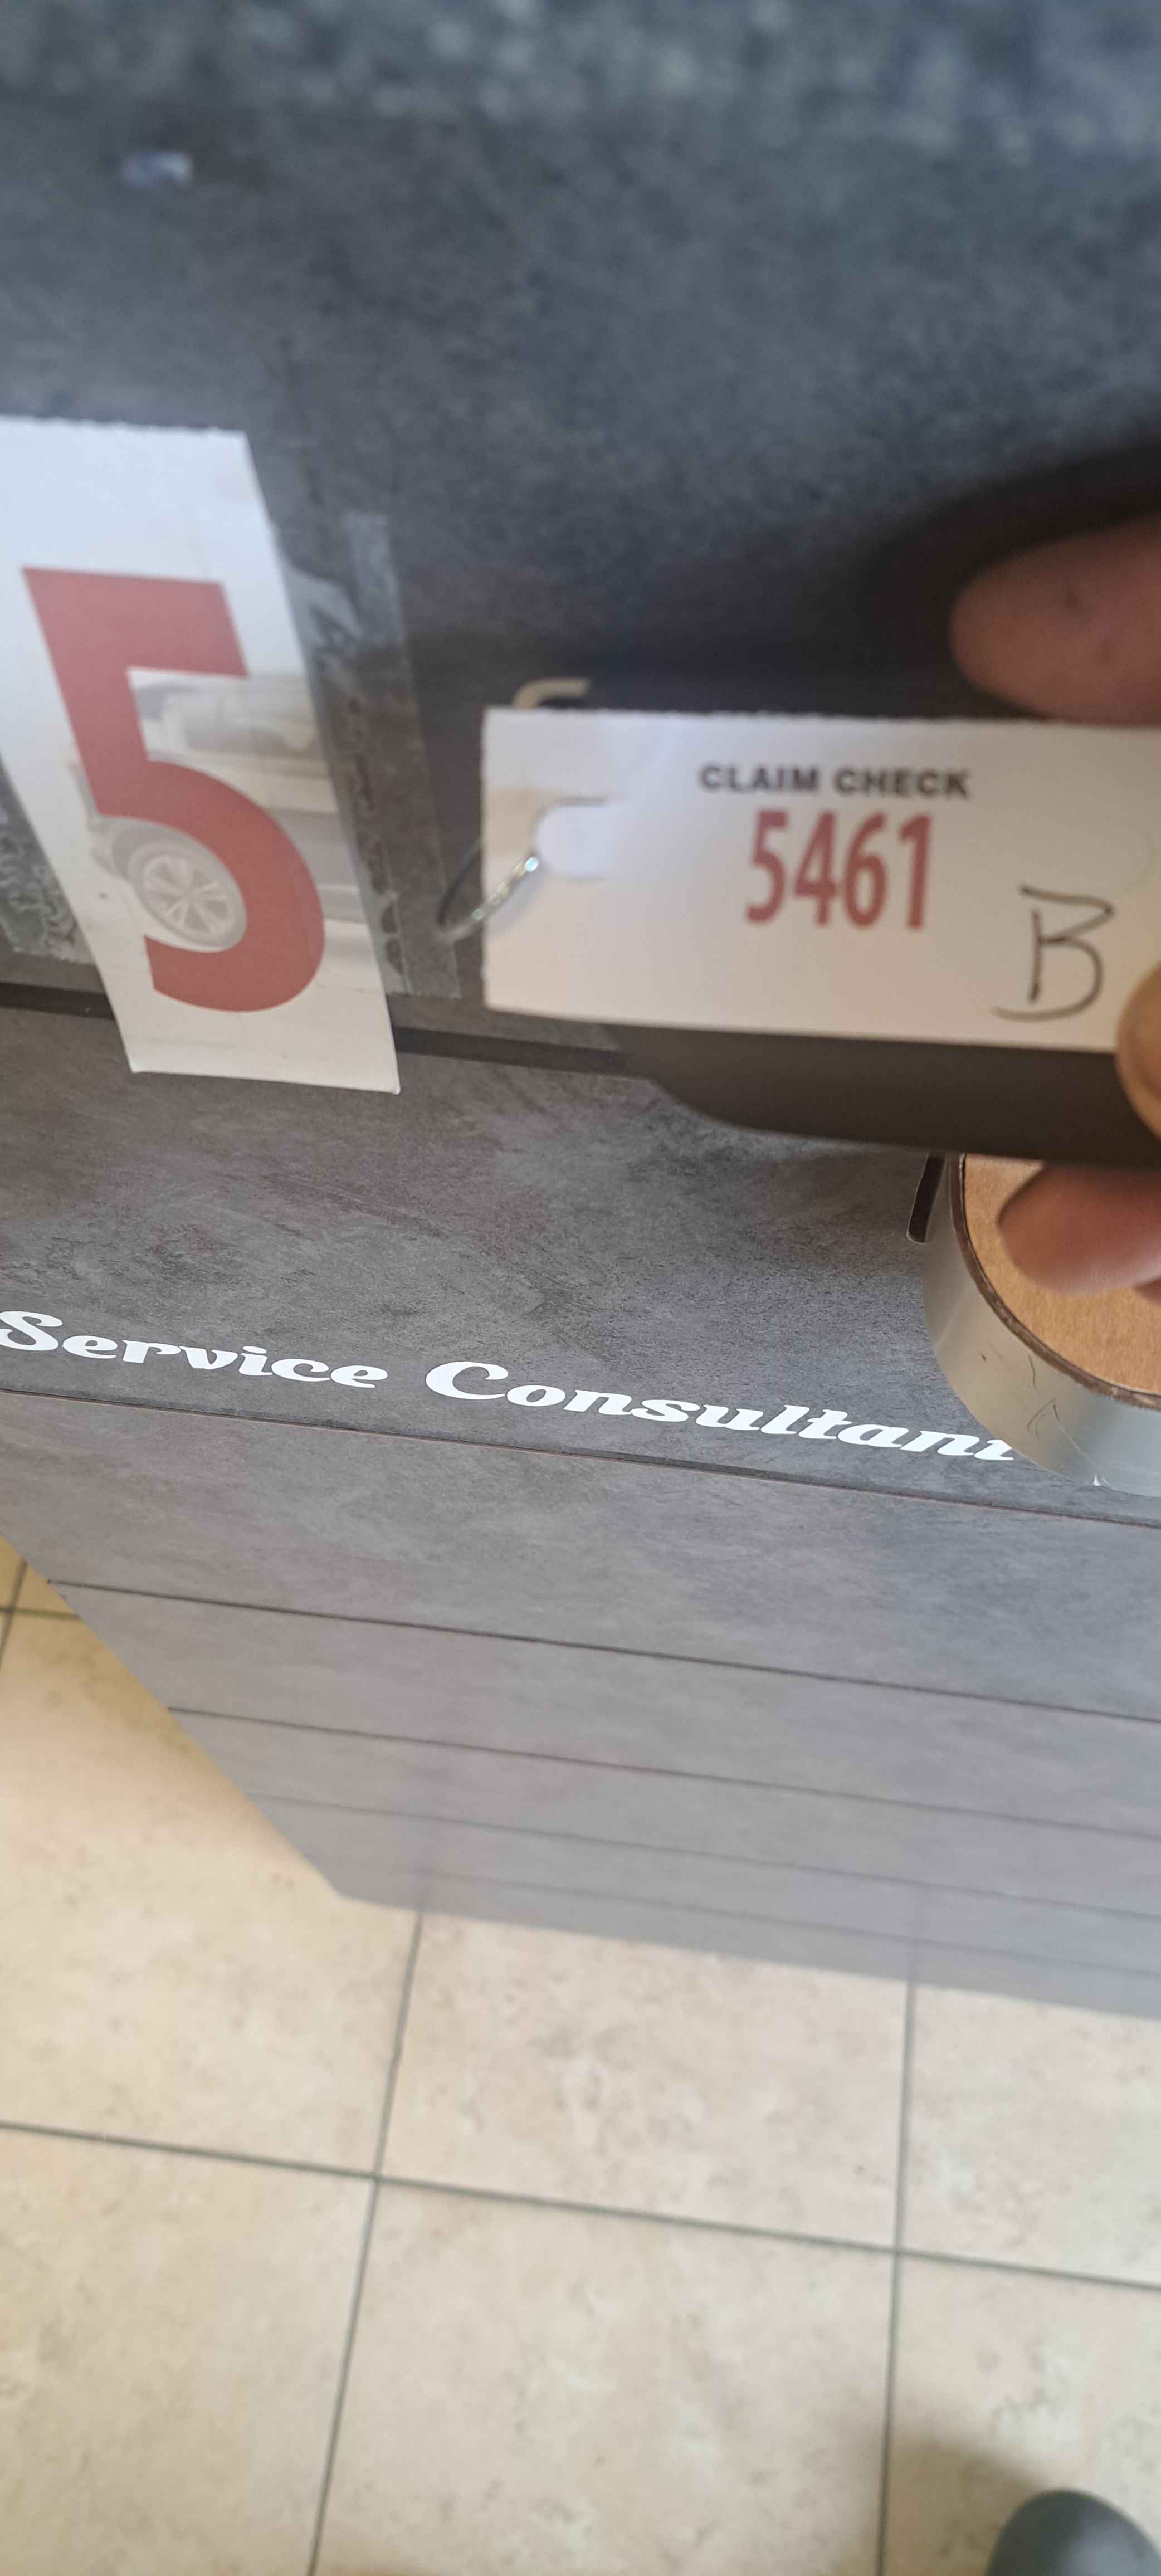 5
CLAIM CHECK
5461
B
Service Consultant